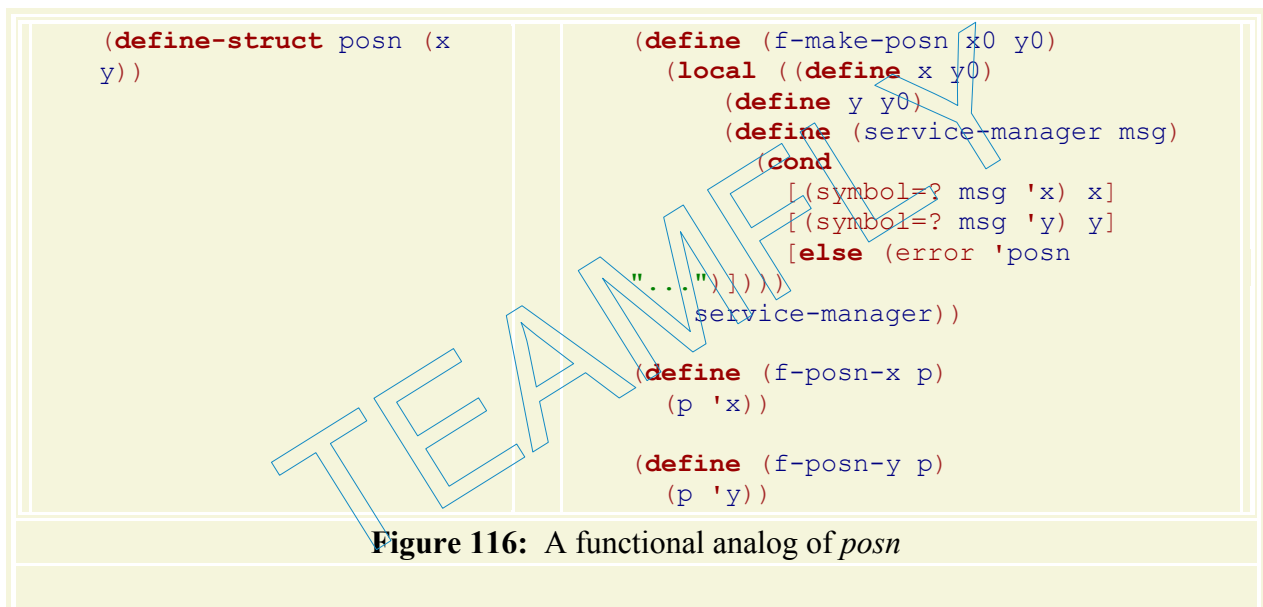 (define-struct posn (x
y))
(define (f-make-posn x0 y0)
(local ((define x y0)
(define y y0)
(define (service-manager msg)
(cond
[(symbol=? msg 'x) x]
[(symbol=? msg 'y) y]
[else (error 'posn
"...")])))
service-manager))
(define (f-posn-x p)
(p 'x))
(define (f-posn-y p)
(p 'y))
Figure 116: A functional analog of posn
TEAMFLY